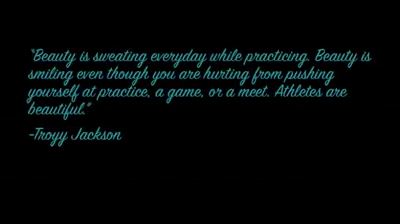 "Beauty is sweating everyday while practicing. Beauty is
smiling even though you are hurting from pushing
yourself at practice, a game, or a meet. Athletes are
beautiful."
-Troyy Jackson